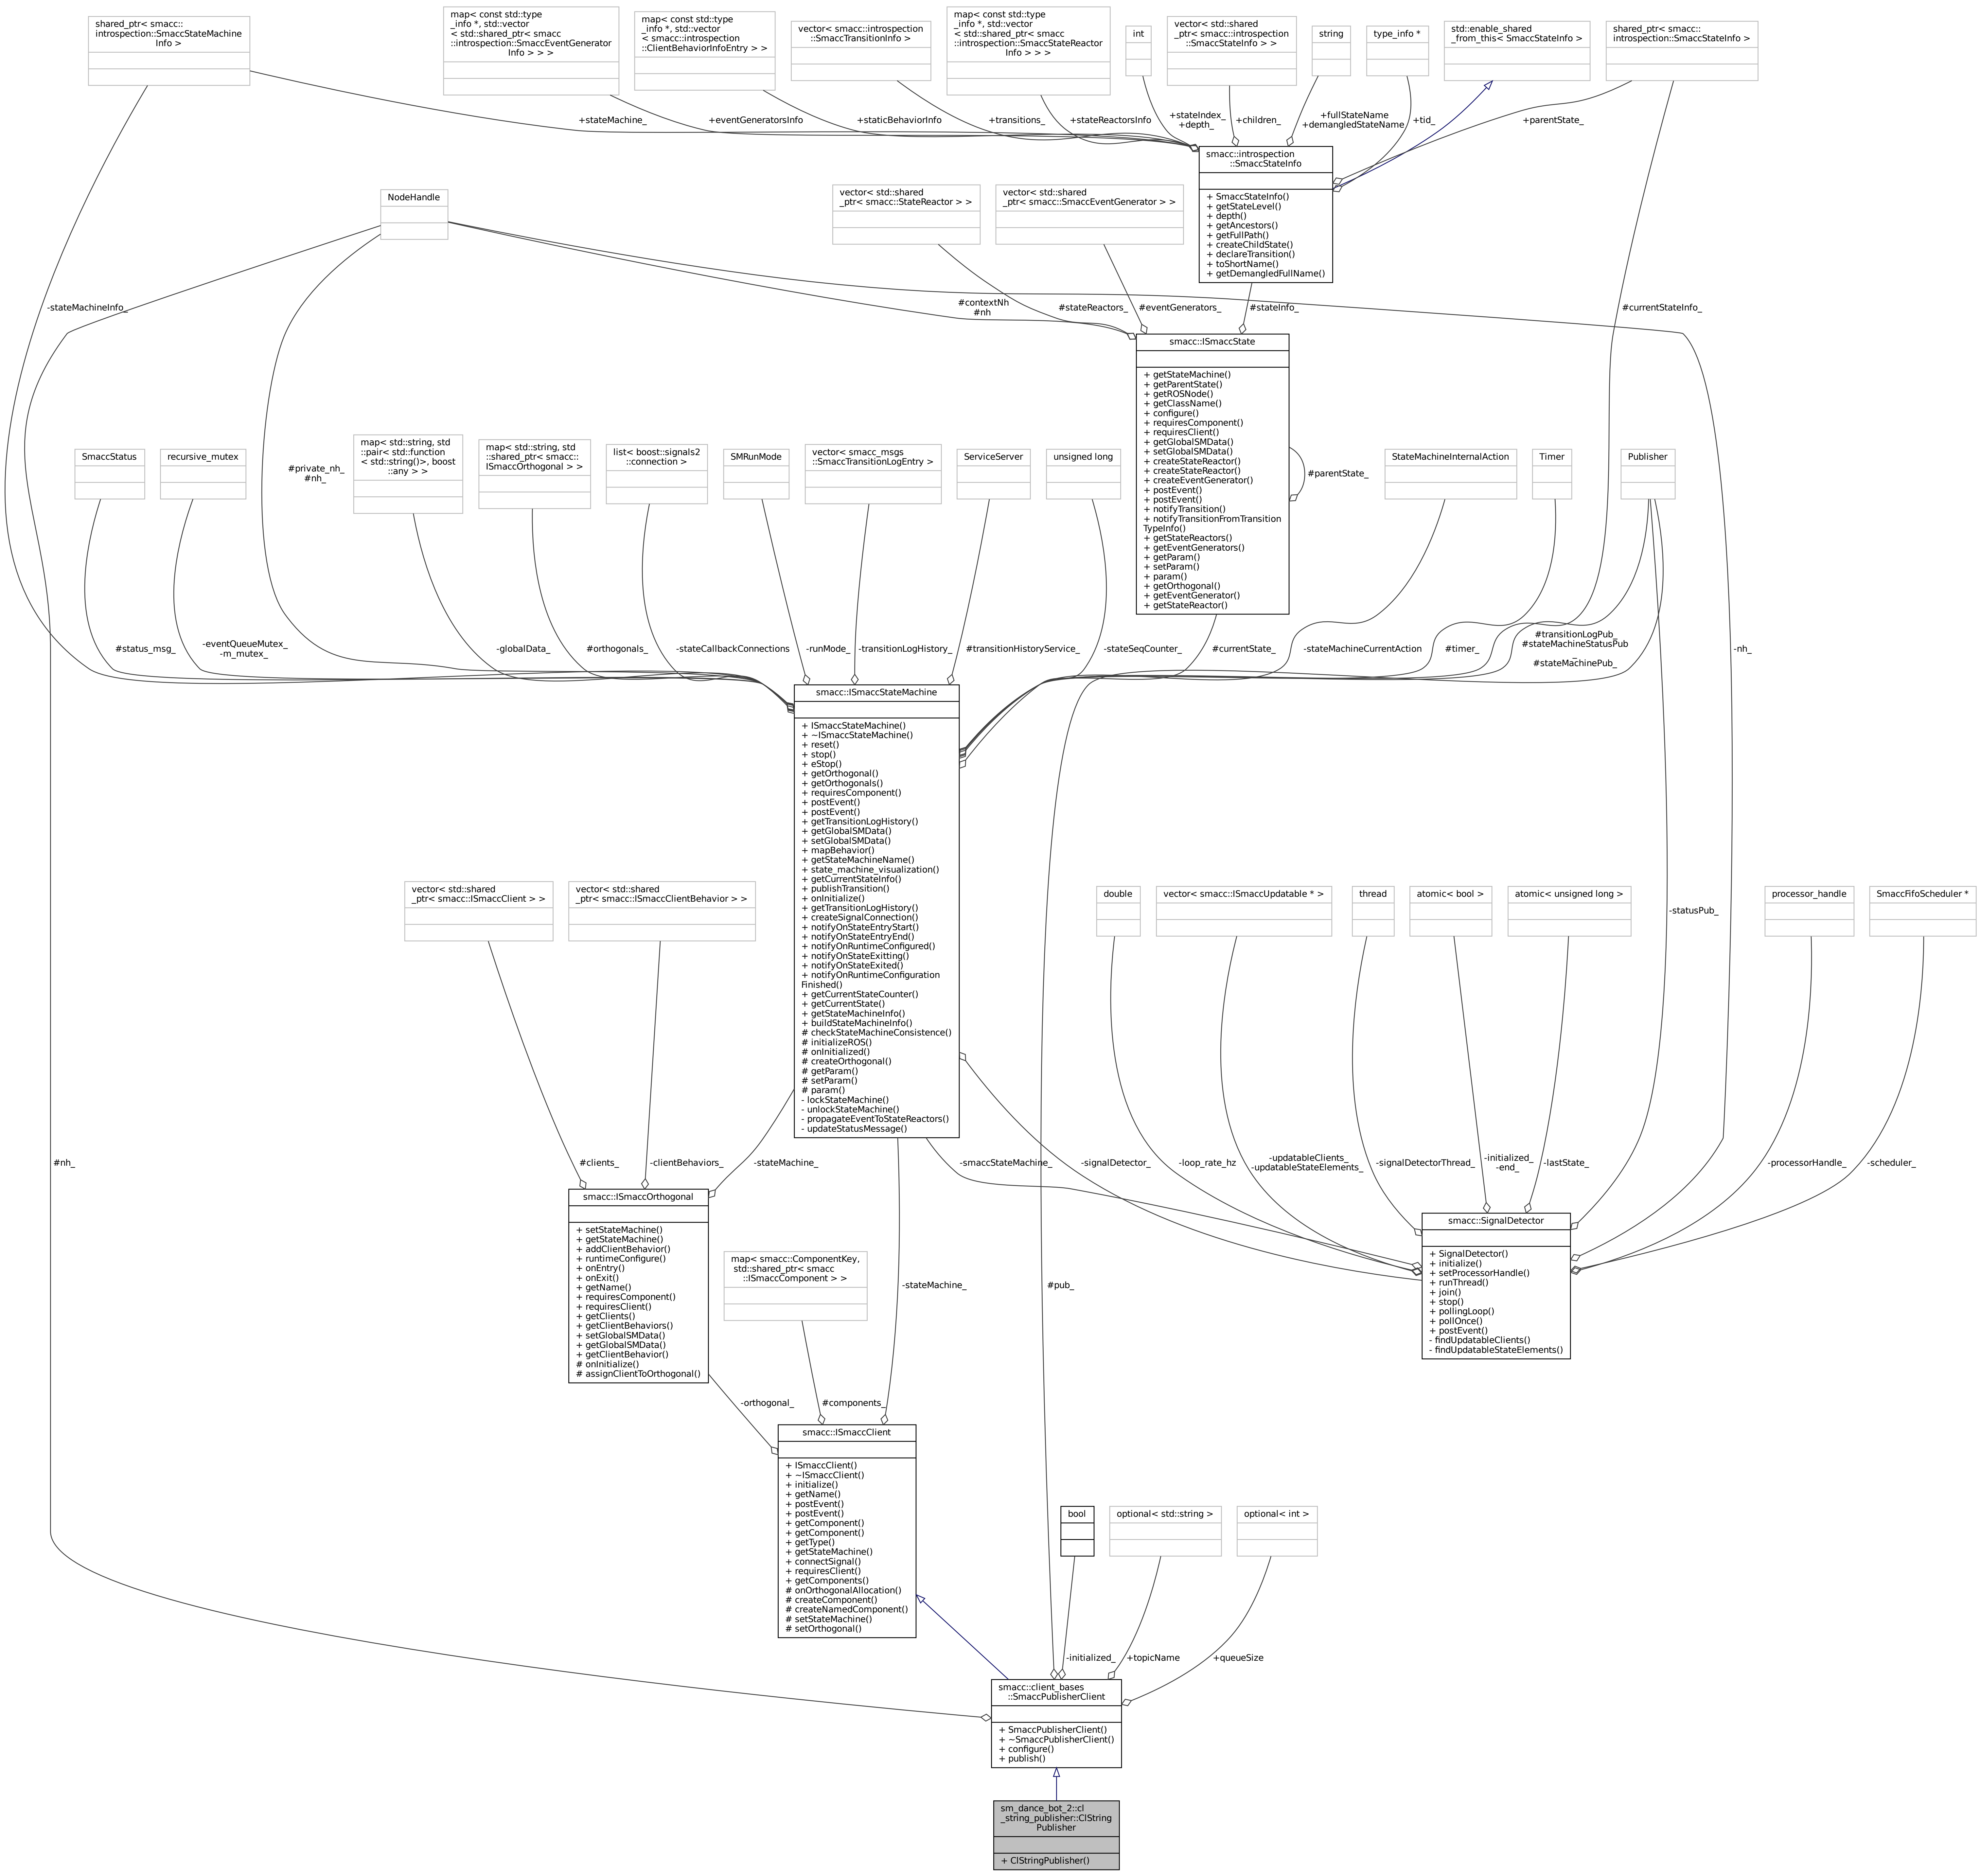 shared_ptr< smacc::
introspection::SmaccStateMachine
Info >
map< const std::type
_info *, std::vector
< std::shared_ptr< smacc
::introspection::SmaccEventGenerator
Info > > >
map< const std::type
_info *, std::vector
< smacc::introspection
::ClientBehaviorInfoEntry > >
vector< smacc::introspection
::SmaccTransitionInfo >
map< const std::type
_info *, std::vector
< std::shared_ptr< smacc
::introspection::SmaccStateReactor
Info > > >
int
vector< std::shared
_ptr< smacc::introspection
::SmaccStateInfo > >
string
type_info *
std::enable_shared
_from_this< SmaccStateInfo >
shared_ptr< smacc::
introspection::SmaccStateInfo >
+stateMachine_
+eventGeneratorsInfo
+staticBehaviorInfo
+transitions_
+stateReactorsInfo
+stateIndex_
+depth_
+children_
+fullStateName
+demangledStateName
+tid_
+parentState_
smacc::introspection
::SmaccStateInfo
+ SmaccStateInfo()
+ getStateLevel()
+ depth()
+ getAncestors()
+ getFullPath()
+ createChildState()
+ declareTransition()
+ toShortName()
+ getDemangledFullName()
NodeHandle
vector< std::shared
_ptr< smacc::StateReactor > >
vector< std::shared
_ptr< smacc::SmaccEventGenerator > >
-stateMachineInfo_
#contextNh
#nh
#stateReactors_
#eventGenerators_
#stateInfo_
#currentStateInfo_
smacc::ISmaccState
+ getStateMachine()
+ getParentState()
+ getROSNode()
+ getClassName()
+ configure()
+ requiresComponent()
+ requiresClient()
+ getGlobalSMData()
+ setGlobalSMData()
+ createStateReactor()
+ createStateReactor()
+ createEventGenerator()
+ postEvent()
+ postEvent()
+ notifyTransition()
+ notifyTransitionFromTransition
TypeInfo()
+ getStateReactors()
+ getEventGenerators()
+ getParam()
+ setParam()
+ param()
+ getOrthogonal()
+ getEventGenerator()
+ getStateReactor()
#parentState_
SmaccStatus
recursive_mutex
#private_nh_
#nh_
map< std::string, std
::pair< std::function
< std::string()>, boost
::any > >
map< std::string, std
::shared_ptr< smacc::
ISmaccOrthogonal > >
list< boost::signals2
::connection >
SMRunMode
vector< smacc_msgs
::SmaccTransitionLogEntry >
ServiceServer
unsigned long
StateMachineInternalAction
Timer
Publisher
#status_msg_
-eventQueueMutex_
-m_mutex_
-globalData_
#orthogonals_
-stateCallbackConnections
-runMode_
-transitionLogHistory_
#transitionHistoryService_
-stateSeqCounter_
#currentState_
-stateMachineCurrentAction
#timer_
#transitionLogPub_
#stateMachineStatusPub
_
#stateMachinePub_
-nh_
smacc::ISmaccStateMachine
+ ISmaccStateMachine()
+ ~ISmaccStateMachine()
+ reset()
+ stop()
+ eStop()
+ getOrthogonal()
+ getOrthogonals()
+ requiresComponent()
+ postEvent()
+ postEvent()
+ getTransitionLogHistory()
+ getGlobalSMData()
+ setGlobalSMData()
+ mapBehavior()
+ getStateMachineName()
+ state_machine_visualization()
+ getCurrentStateInfo()
+ publishTransition()
+ onInitialize()
+ getTransitionLogHistory()
+ createSignalConnection()
+ notifyOnStateEntryStart()
+ notifyOnStateEntryEnd()
+ notifyOnRuntimeConfigured()
+ notifyOnStateExitting()
+ notifyOnStateExited()
+ notifyOnRuntimeConfiguration
Finished()
+ getCurrentStateCounter()
+ getCurrentState()
+ getStateMachineInfo()
+ buildStateMachineInfo()
# checkStateMachineConsistence()
# initializeROS()
# onInitialized()
# createOrthogonal()
# getParam()
# setParam()
# param()
- lockStateMachine()
- unlockStateMachine()
- propagateEventToStateReactors()
- updateStatusMessage()
vector< std::shared
_ptr< smacc::ISmaccClient > >
vector< std::shared
_ptr< smacc::ISmaccClientBehavior > >
double
vector< smacc::ISmaccUpdatable * >
thread
atomic< bool >
atomic< unsigned long >
-statusPub_
processor_handle
SmaccFifoScheduler *
#nh_
#clients_
-clientBehaviors_
-stateMachine_
-smaccStateMachine_
-signalDetector_
-loop_rate_hz
-updatableClients_
-updatableStateElements_
-signalDetectorThread_
-initialized_
-end_
-lastState_
-processorHandle_
-scheduler_
smacc::ISmaccOrthogonal
+ setStateMachine()
+ getStateMachine()
+ addClientBehavior()
+ runtimeConfigure()
+ onEntry()
+ onExit()
+ getName()
+ requiresComponent()
+ requiresClient()
+ getClients()
+ getClientBehaviors()
+ setGlobalSMData()
+ getGlobalSMData()
+ getClientBehavior()
# onInitialize()
# assignClientToOrthogonal()
smacc::SignalDetector
+ SignalDetector()
+ initialize()
+ setProcessorHandle()
+ runThread()
+ join()
+ stop()
+ pollingLoop()
+ pollOnce()
+ postEvent()
- findUpdatableClients()
- findUpdatableStateElements()
map< smacc::ComponentKey,
std::shared_ptr< smacc
::ISmaccComponent > >
-stateMachine_
#pub_
-orthogonal_
#components_
smacc::ISmaccClient
+ ISmaccClient()
+ ~ISmaccClient()
+ initialize()
+ getName()
+ postEvent()
+ postEvent()
+ getComponent()
+ getComponent()
+ getType()
+ getStateMachine()
+ connectSignal()
+ requiresClient()
+ getComponents()
# onOrthogonalAllocation()
# createComponent()
# createNamedComponent()
# setStateMachine()
# setOrthogonal()
bool
optional< std::string >
optional< int >
-initialized_
+topicName
+queueSize
smacc::client_bases
::SmaccPublisherClient
+ SmaccPublisherClient()
+ ~SmaccPublisherClient()
+ configure()
+ publish()
sm_dance_bot_2::cl
_string_publisher::ClString
Publisher
+ ClStringPublisher()